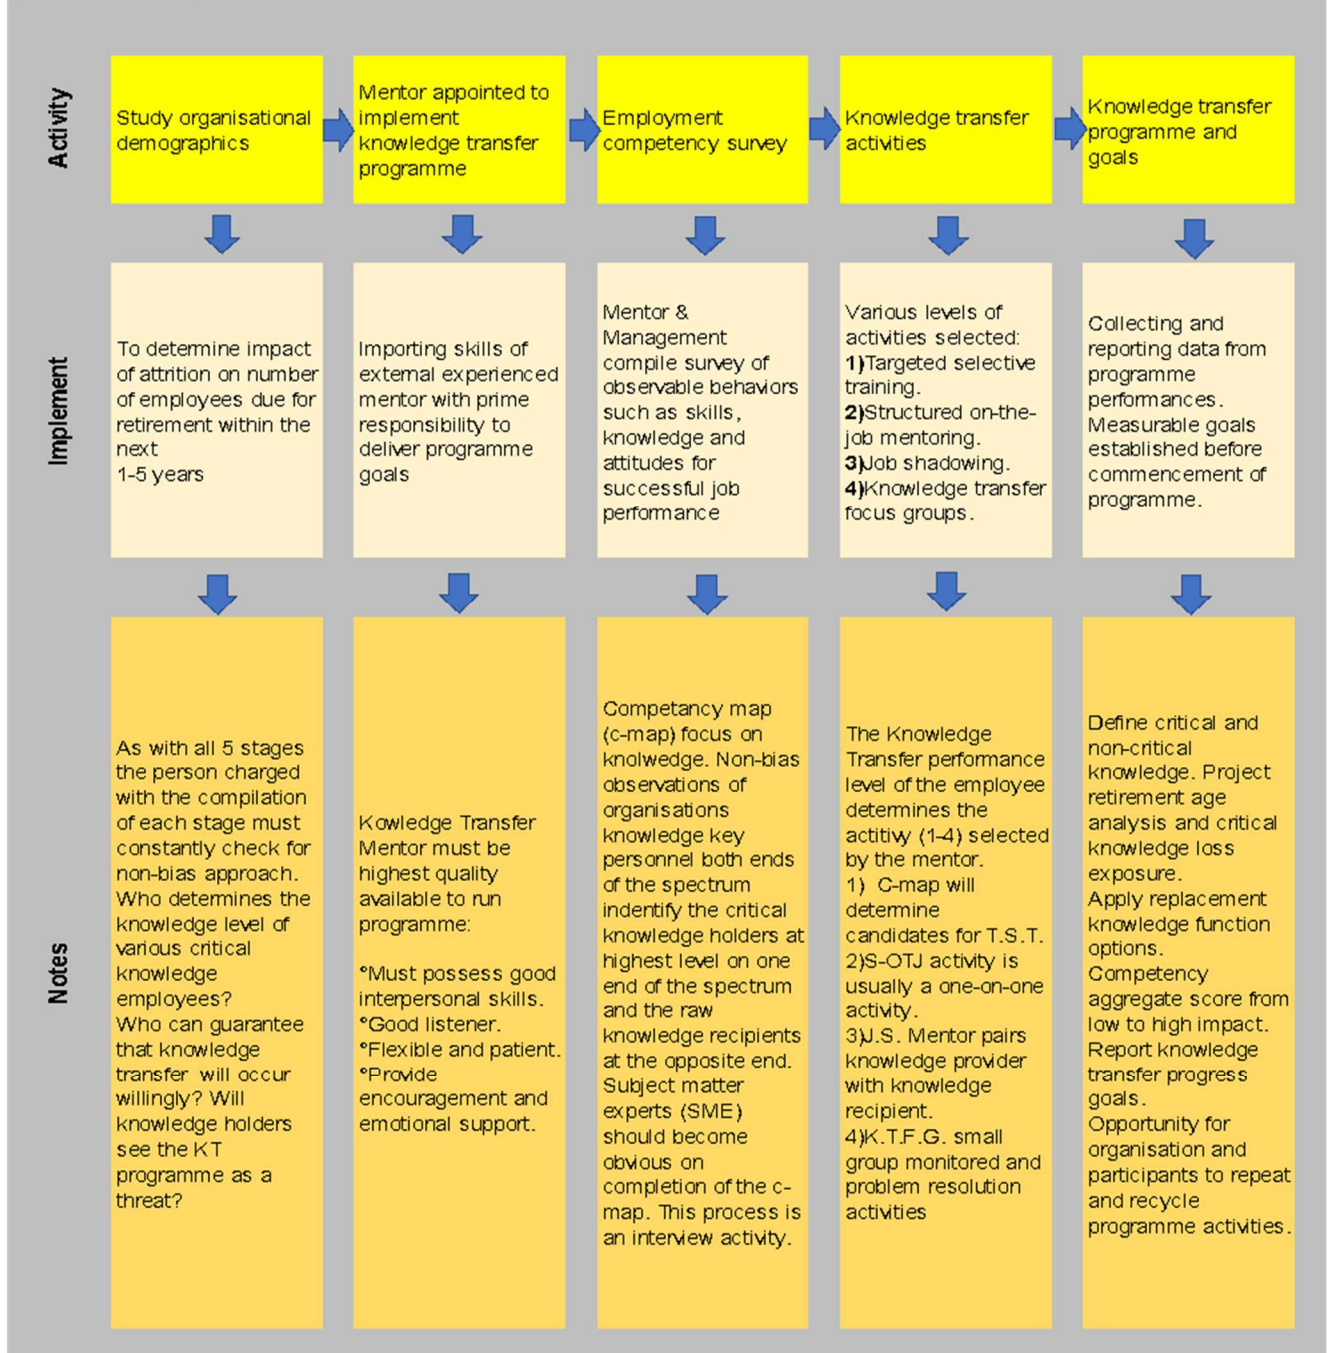 Activity
Study organisational
demographics
Mentor appointed to
implement
knowledge transfer
programme
Employment
competency survey
Knowledge transfer
activities
Knowledge transfer
programme and
goals
Implement
To determine impact
of attrition on number
of employees due for
retirement within the
next
1-5 years
Importing skills of
external experienced
mentor with prime
responsibility to
deliver programme
goals
Mentor &
Management
compile survey of
observable behaviors
such as skills,
knowledge and
attitudes for
successful job
performance
Various levels of
activities selected:
1)Targeted selective
training.
2)Structured on-the-
job mentoring.
3)Job shadowing.
4)Knowledge transfer
focus groups.
Collecting and
reporting data from
programme
performances.
Measurable goals
established before
commencement of
programme.
Notes
As with all 5 stages
the person charged
with the compilation
of each stage must
constantly check for
non-bias approach.
Who determines the
knowledge level of
various critical
knowledge
employees?
Who can guarantee
that knowledge
transfer will occur
willingly? Will
knowledge holders
see the KT
programme as a
threat?
Kowledge Transfer
Mentor must be
highest quality
available to run
programme:
°Must possess good
interpersonal skills.
°Good listener.
°Flexible and patient.
°Provide
encouragement and
emotional support.
Competancy map
(c-map) focus on
knolwedge. Non-bias
observations of
organisations
knowledge key
personnel both ends
of the spectrum
indentify the critical
knowledge holders at
highest level on one
end of the spectrum
and the raw
knowledge recipients
at the opposite end.
Subject matter
experts (SME)
should become
obvious on
completion of the c-
map. This process is
an interview activity.
The Knowledge
Transfer performance
level of the employee
determines the
actitivy (1-4) selected
by the mentor.
1) C-map will
determine
candidates for T.S.T.
2)S-OTJ activity is
usually a one-on-one
activity.
3)J.S. Mentor pairs
knowledge provider
with knowledge
recipient.
4)K.T.F.G. small
group monitored and
problem resolution
activities
Define critical and
non-critical
knowledge. Project
retirement age
analysis and critical
knowledge loss
exposure.
Apply replacement
knowledge function
options.
Competency
aggregate score from
low to high impact.
Report knowledge
transfer progress
goals.
Opportunity for
organisation and
participants to repeat
and recycle
programme activities.